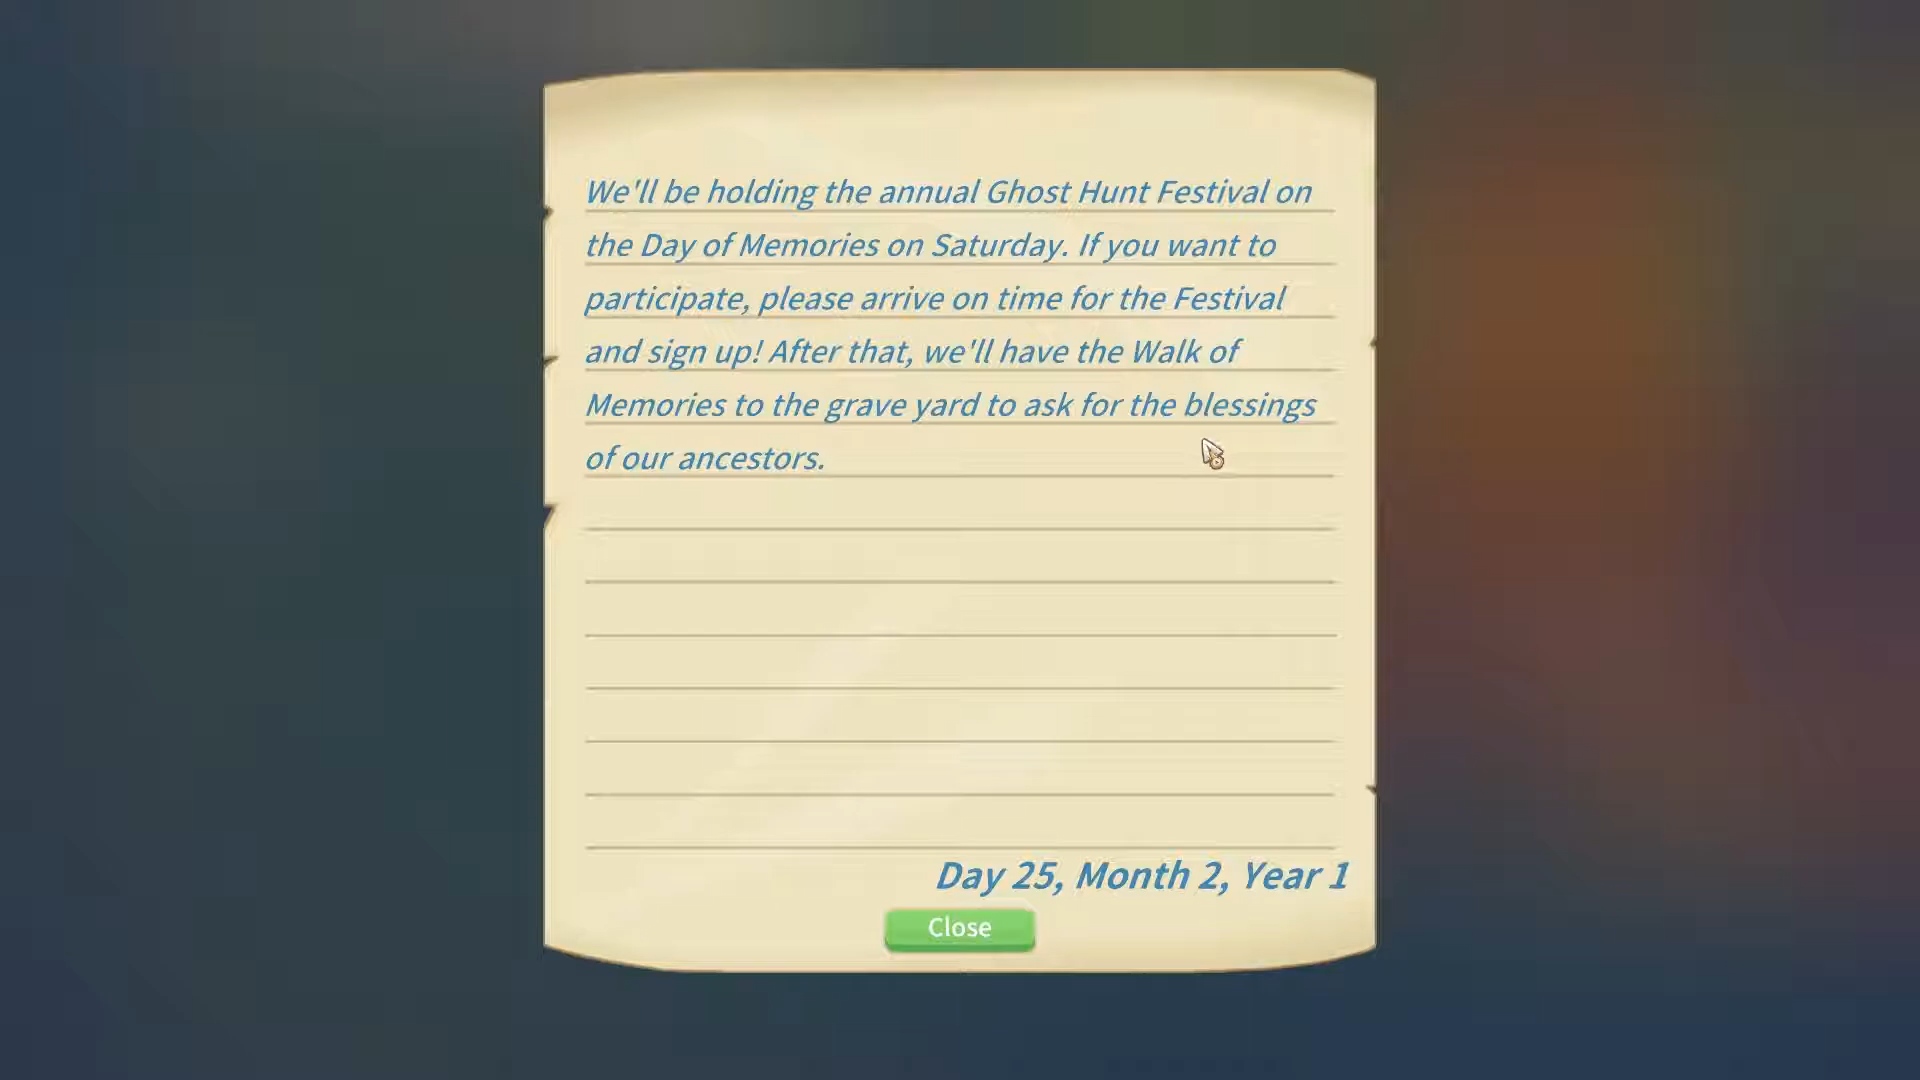 We'll be holding the annual Ghost Hunt Festival on
the Day of Memories on Saturday. If you want to
participate, please arrive on time for the Festival
and sign up! After that, we'll have the Walk of
Memories to the grave yard to ask for the blessings
of our ancestors.
Day 25, Month 2, Year 1
Close